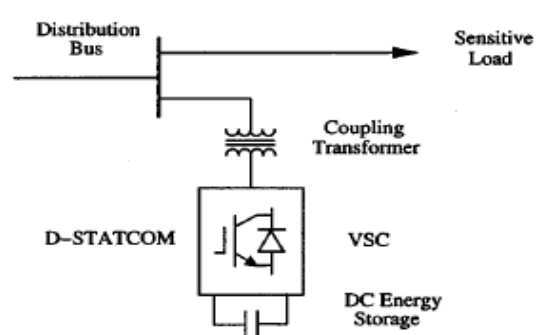 Distribution
Bus
Sensitive
Load
Coupling
Transformer
D-STATCOM
VSC
DC Energy
Storage